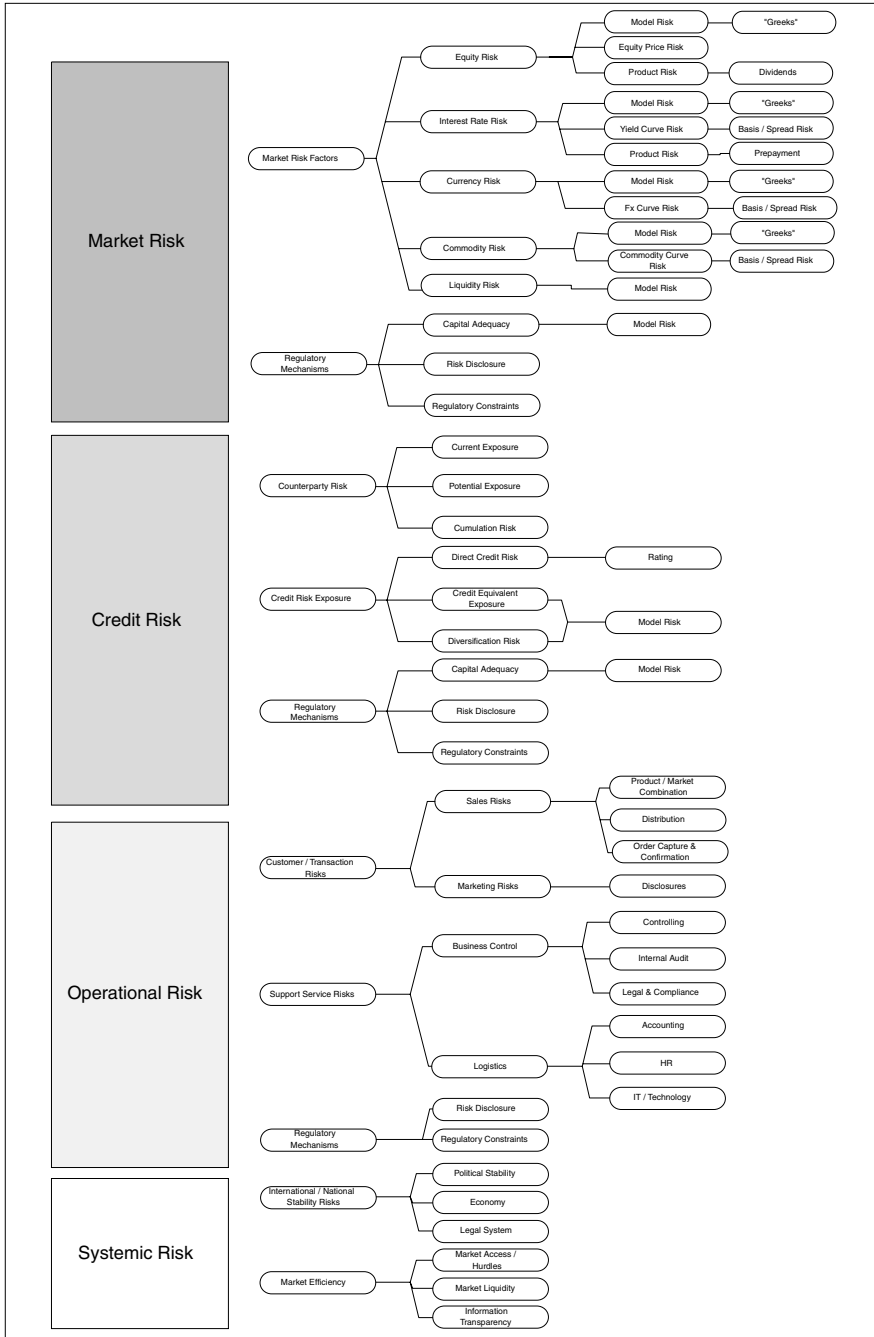 Market Risk
Market Risk Factors
Equity Risk
Model Risk
"Greeks"
Equity Price Risk
Product Risk
Dividends
Interest Rate Risk
Model Risk
"Greeks"
Yield Curve Risk
Basis / Spread Risk
Product Risk
Prepayment
Currency Risk
Model Risk
"Greeks"
Fx Curve Risk
Basis / Spread Risk
Commodity Risk
Model Risk
"Greeks"
Commodity Curve
Risk
Basis / Spread Risk
Liquidity Risk
Model Risk
Regulatory
Mechanisms
Capital Adequacy
Model Risk
Risk Disclosure
Regulatory Constraints
Credit Risk
Counterparty Risk
Current Exposure
Potential Exposure
Cumulation Risk
Credit Risk Exposure
Direct Credit Risk
Rating
Credit Equivalent
Exposure
Diversification Risk
Model Risk
Regulatory
Mechanisms
Capital Adequacy
Model Risk
Risk Disclosure
Regulatory Constraints
Operational Risk
Customer / Transaction
Risks
Sales Risks
Product / Market
Combination
Distribution
Order Capture &
Confirmation
Marketing Risks
Disclosures
Support Service Risks
Business Control
Controlling
Internal Audit
Legal & Compliance
Logistics
Accounting
HR
IT / Technology
Regulatory
Mechanisms
Risk Disclosure
Regulatory Constraints
Systemic Risk
International / National
Stability Risks
Political Stability
Economy
Legal System
Market Efficiency
Market Access /
Hurdles
Market Liquidity
Information
Transparency